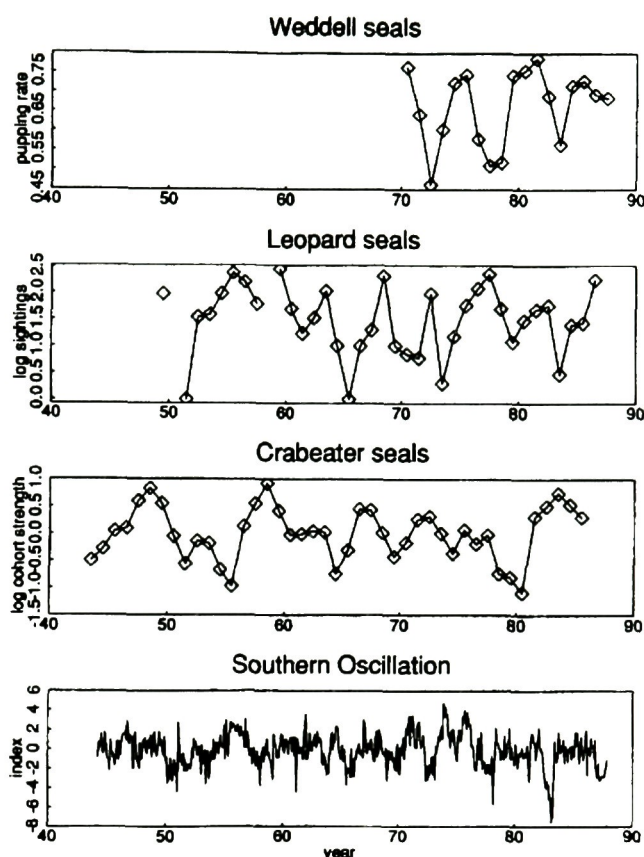 Weddell seals
pupping rate
0.45 0.55 0.65 0.75
40 50 60 70 80 90
Leopard seals
log sightings
0.0 0.5 1.0 1.5 2.0 2.5
40 50 60 70 80 90
Crabeater seals
log cohort strength
-1.5 -1.0 -0.5 0.0 0.5 1.0
40 50 60 70 80 90
Southern Oscillation
index
-8 -6 -4 -2 0 2 4 6
40 50 60 70 80 90
year